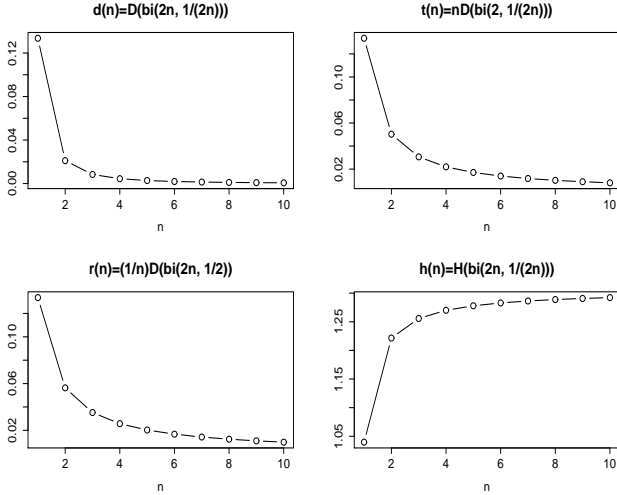 d(n)=D(bi(2n, 1/(2n)))
0.00 0.04 0.08 0.12
2 4 6 8 10
n
t(n)=nD(bi(2, 1/(2n)))
0.02 0.06 0.10
2 4 6 8 10
n
r(n)=(1/n)D(bi(2n, 1/2))
0.02 0.06 0.10
2 4 6 8 10
n
h(n)=H(bi(2n, 1/(2n)))
1.05 1.15 1.25
2 4 6 8 10
n